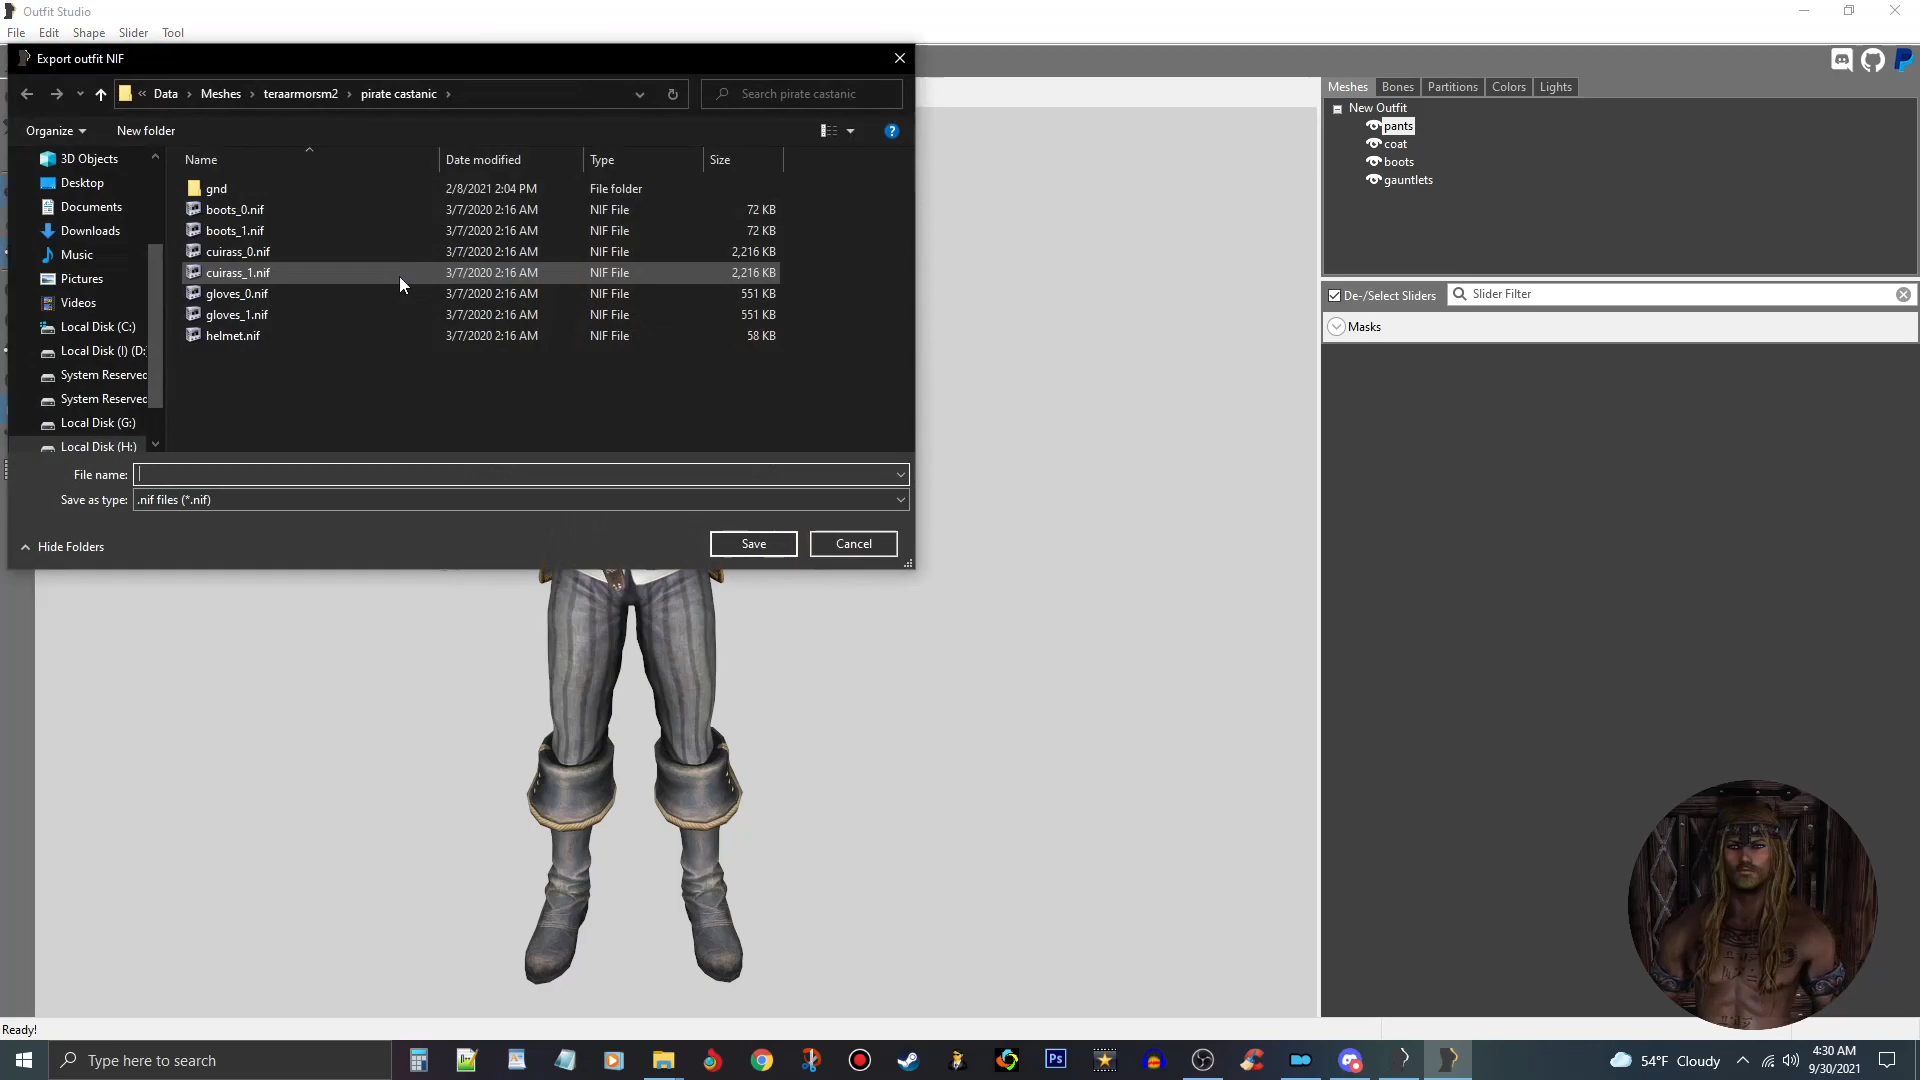 Outfit Studio
File Edit Shape Slider Tool
Export outfit NIF
« Data › Meshes › teraarmorsm2 › pirate castanic ›
Search pirate castanic
Organize New folder
Name Date modified Type Size
gnd 2/8/2021 2:04 PM File folder
boots_0.nif 3/7/2020 2:16 AM NIF File 72 KB
boots_1.nif 3/7/2020 2:16 AM NIF File 72 KB
cuirass_0.nif 3/7/2020 2:16 AM NIF File 2,216 KB
cuirass_1.nif 3/7/2020 2:16 AM NIF File 2,216 KB
gloves_0.nif 3/7/2020 2:16 AM NIF File 551 KB
gloves_1.nif 3/7/2020 2:16 AM NIF File 551 KB
helmet.nif 3/7/2020 2:16 AM NIF File 58 KB
3D Objects
Desktop
Documents
Downloads
Music
Pictures
Videos
Local Disk (C:)
Local Disk (I) (D:
System Reserved
System Reserved
Local Disk (G:)
Local Disk (H:)
File name:
Save as type: .nif files (*.nif)
Hide Folders
Save Cancel
Meshes Bones Partitions Colors Lights
New Outfit
pants
coat
boots
gauntlets
De-/Select Sliders Slider Filter
Masks
Ready!
Type here to search
Ps
54°F Cloudy
4:30 AM
9/30/2021